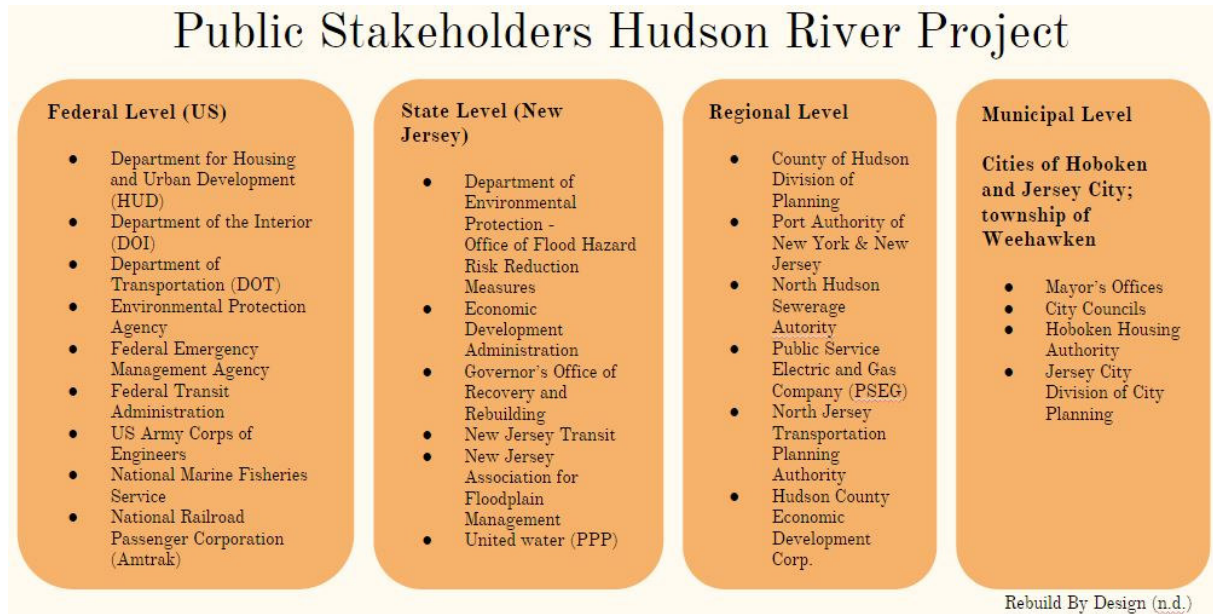 Public Stakeholders Hudson River Project
Federal Level (US)
● Department for Housing
and Urban Development
(HUD)
● Department of the Interior
(DOI)
● Department of
Transportation (DOT)
● Environmental Protection
Agency
● Federal Emergency
Management Agency
● Federal Transit
Administration
● US Army Corps of
Engineers
● National Marine Fisheries
Service
● National Railroad
Passenger Corporation
(Amtrak)
State Level (New
Jersey)
● Department of
Environmental
Protection -
Office of Flood Hazard
Risk Reduction
Measures
● Economic
Development
Administration
● Governor's Office of
Recovery and
Rebuilding
● New Jersey Transit
● New Jersey
Association for
Floodplain
Management
● United water (PPP)
Regional Level
● County of Hudson
Division of
Planning
● Port Authority of
New York & New
Jersey
● North Hudson
Sewerage
Autority
● Public Service
Electric and Gas
Company (PSEG)
● North Jersey
Transportation
Planning
Authority
● Hudson County
Economic
Development
Corp.
Municipal Level
Cities of Hoboken
and Jersey City;
township of
Weehawken
● Mayor's Offices
● City Councils
● Hoboken Housing
Authority
● Jersey City
Division of City
Planning
Rebuild By Design (n.d.)